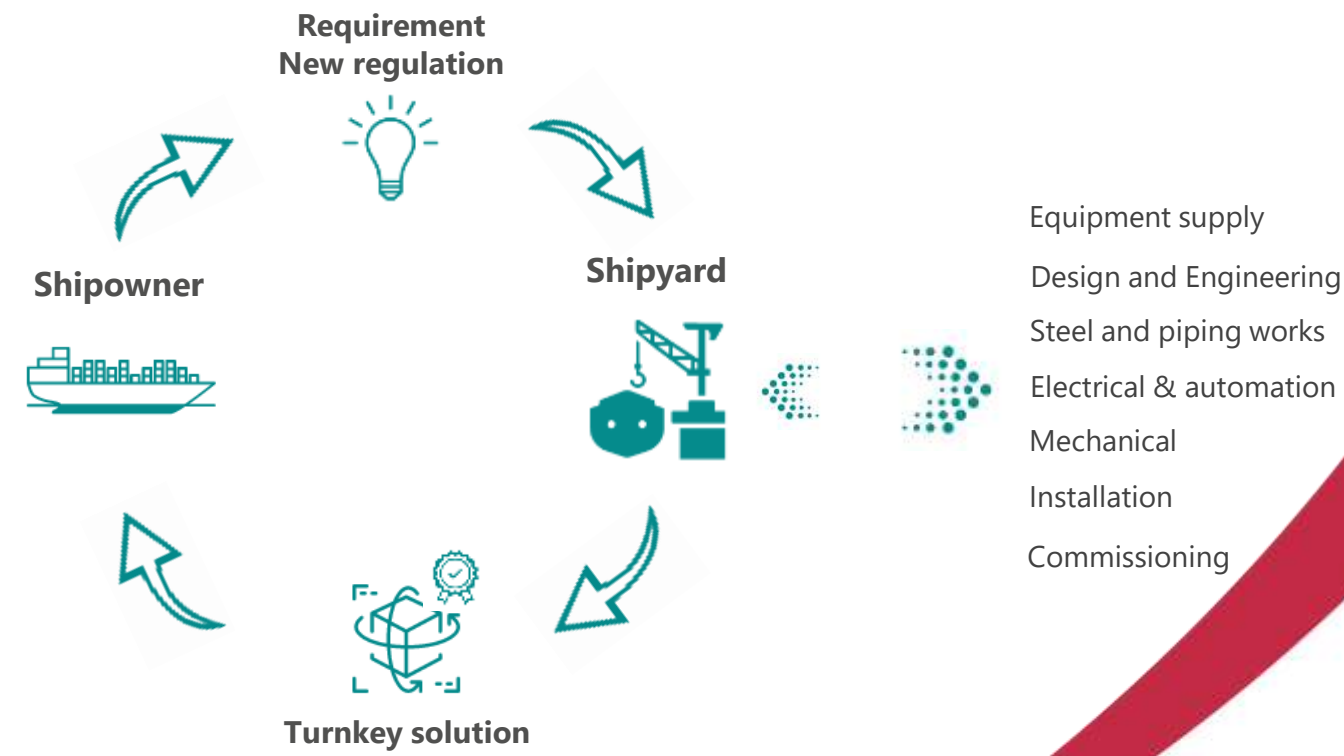 Requirement
New regulation
Shipowner
Shipyard
Turnkey solution
Equipment supply
Design and Engineering
Steel and piping works
Electrical & automation
Mechanical
Installation
Commissioning